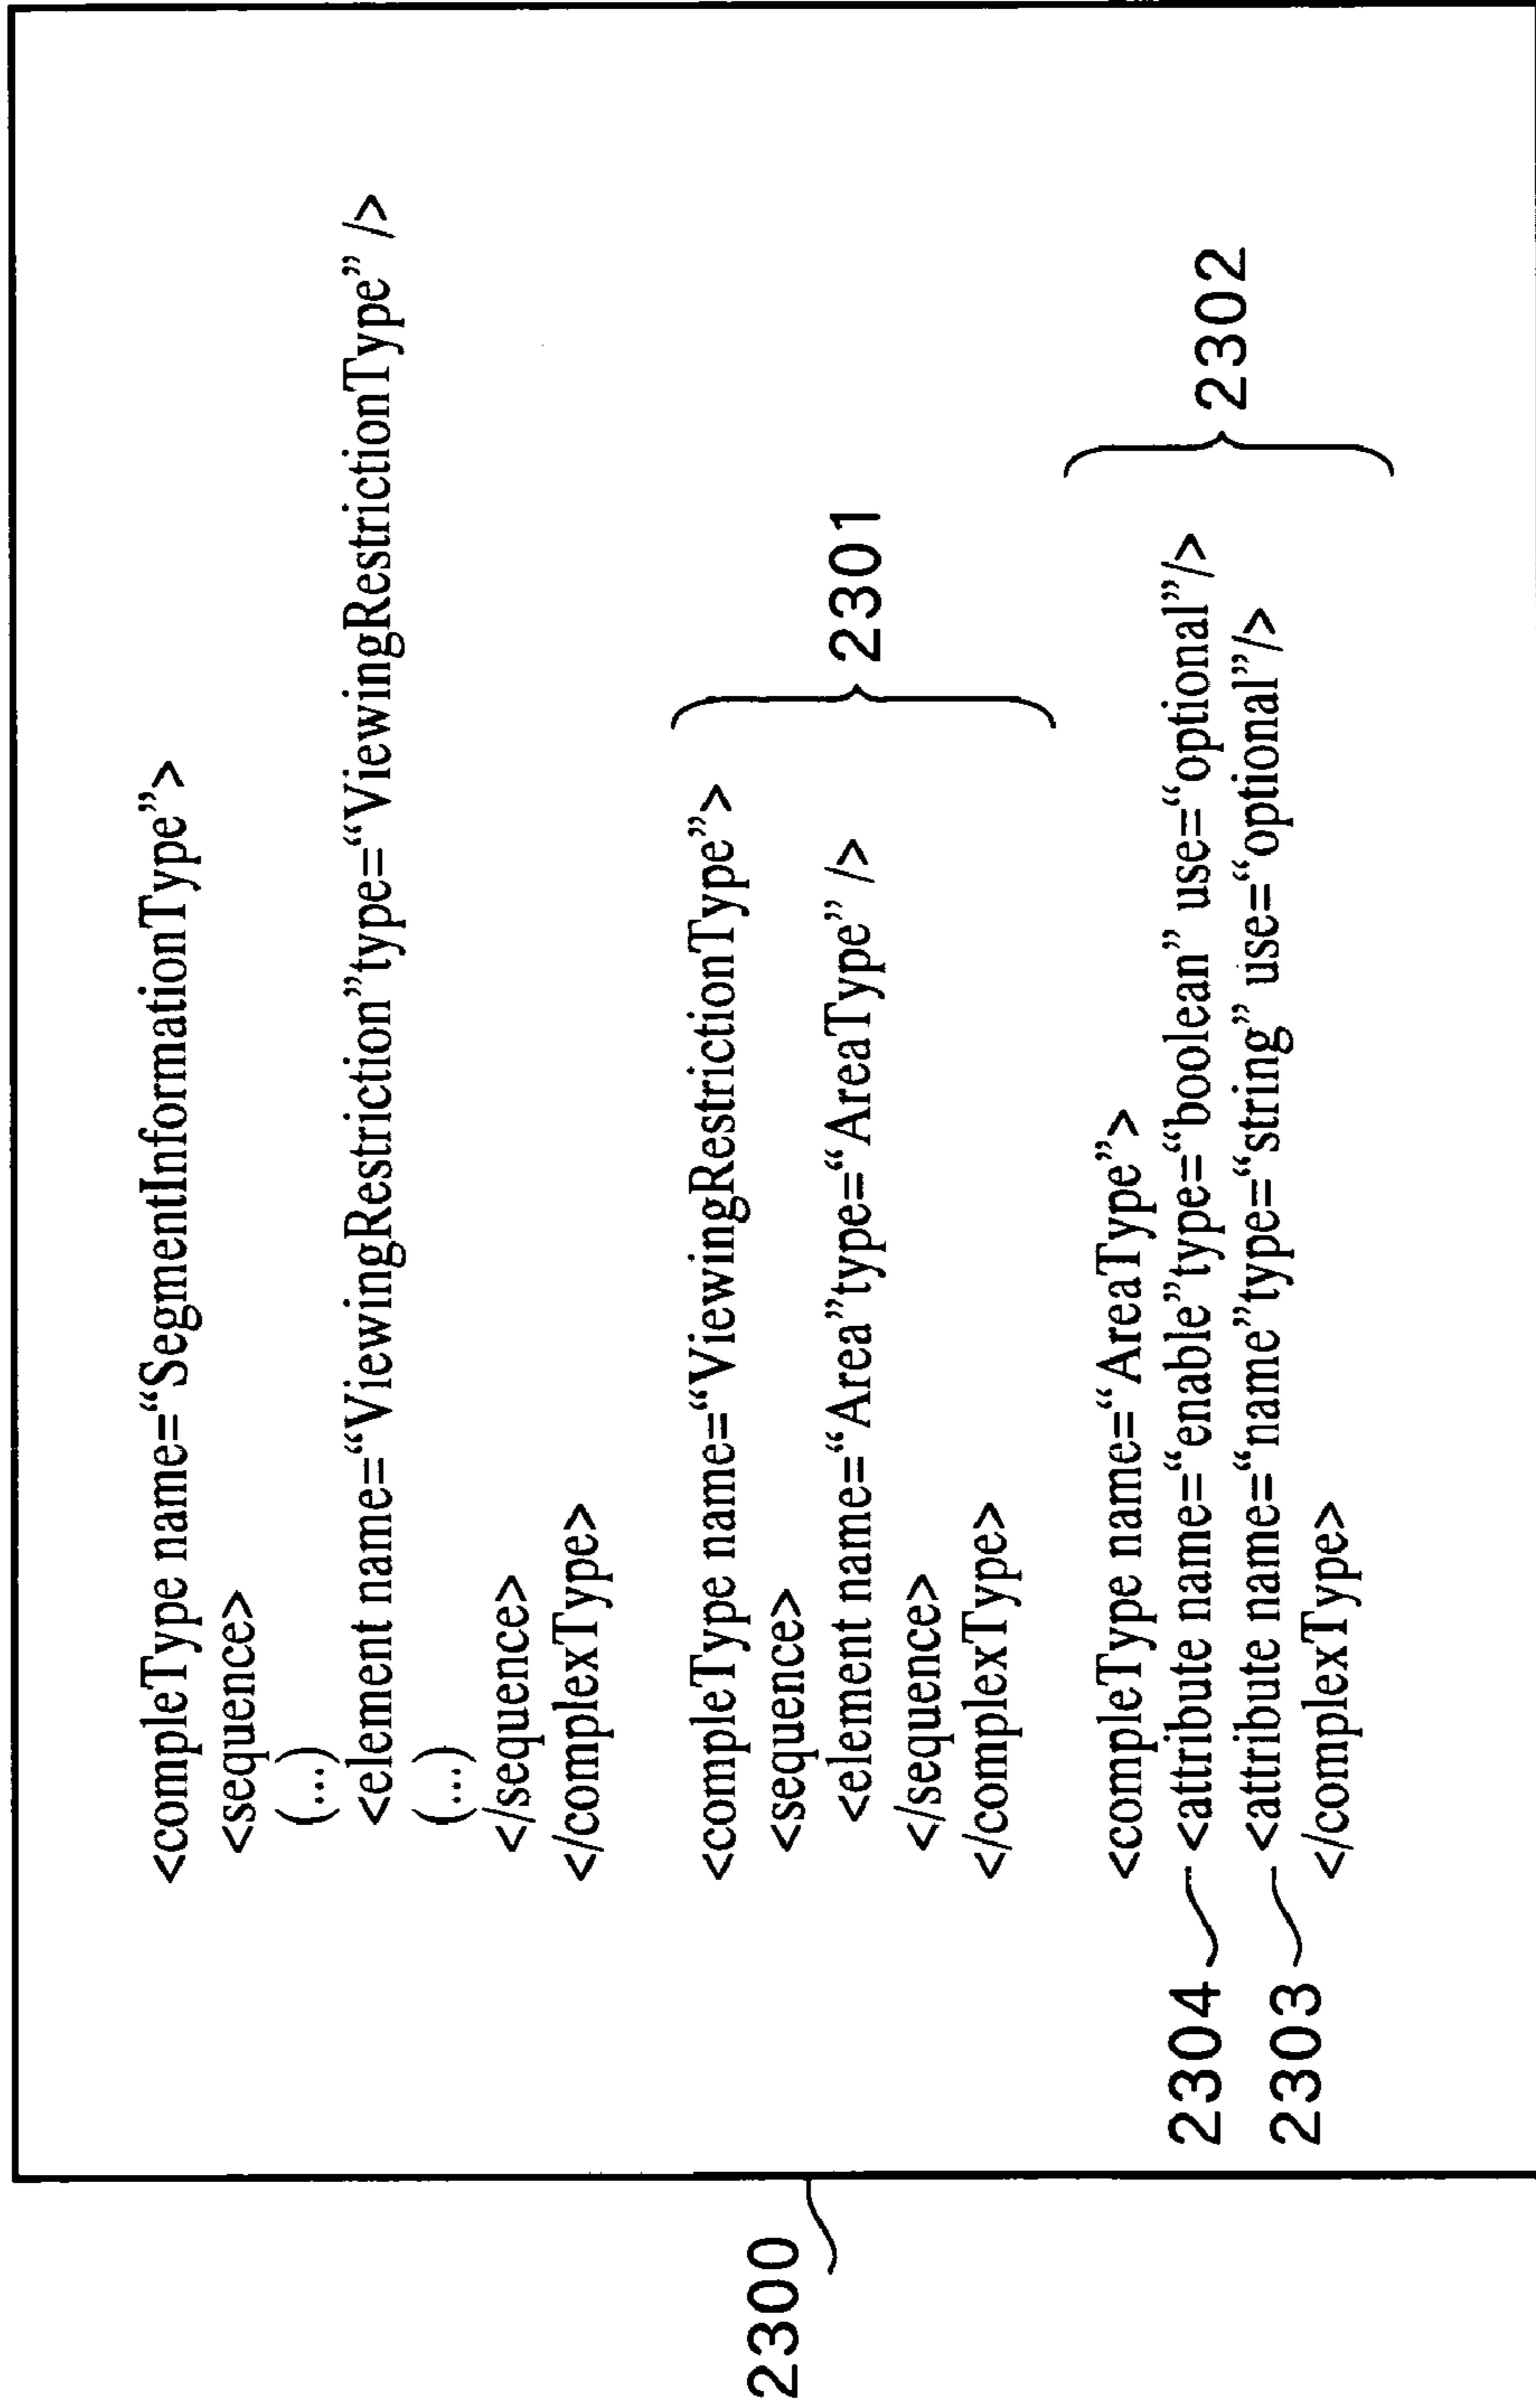 <compleType name=“SegmentInformationType”>
<sequence>
(...)
<element name=“ViewingRestriction”type=“ViewingRestrictionType” />
(...)
</sequence>
</complexType>
<compleType name=“ViewingRestrictionType”>
<sequence>
<element name=“Area”type=“AreaType” />
</sequence>
</complexType>
2301
<compleType name=“AreaType”>
2304 <attribute name=“enable”type=“boolean” use=“optional”/>
2303 <attribute name=“name”type=“string” use=“optional”/>
</complexType>
2302
2300